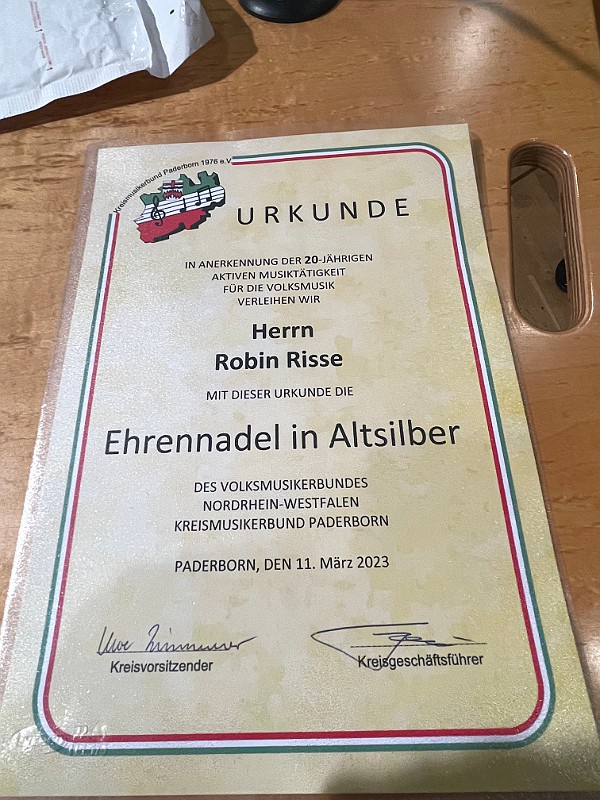 Kreismusikerbund Paderborn 1976 e.V
URKUNDE
IN ANERKENNUNG DER 20-JÄHRIGEN
AKTIVEN MUSIKTÄTIGKEIT
FÜR DIE VOLKSMUSIK
VERLEIHEN WIR
Herrn
Robin Risse
MIT DIESER URKUNDE DIE
Ehrennadel in Altsilber
DES VOLKSMUSIKERBUNDES
NORDRHEIN-WESTFALEN
KREISMUSIKERBUND PADERBORN
PADERBORN, DEN 11. März 2023
Uwe
Kreisvorsitzender
Kreisgeschäftsführer